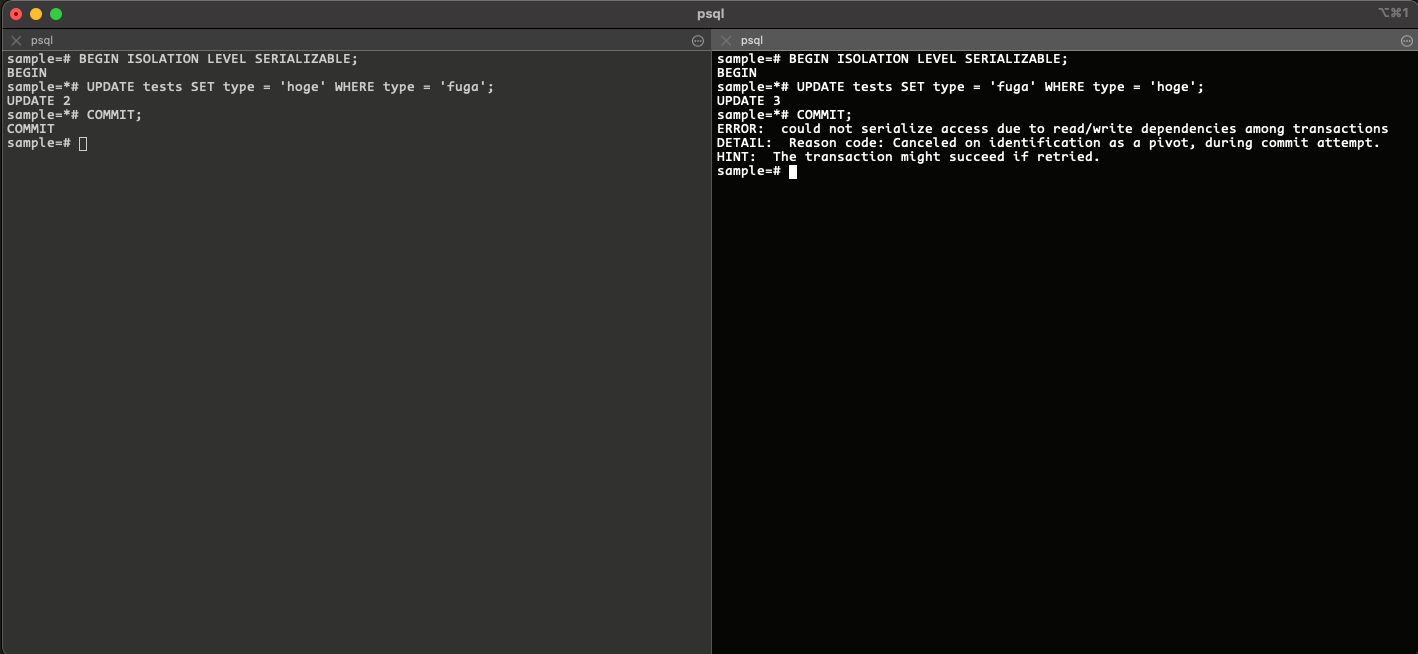 psql
⌥⌘1
psql
sample=# BEGIN ISOLATION LEVEL SERIALIZABLE;
BEGIN
sample=*# UPDATE tests SET type = 'hoge' WHERE type = 'fuga';
UPDATE 2
sample=*# COMMIT;
COMMIT
sample=#
psql
sample=# BEGIN ISOLATION LEVEL SERIALIZABLE;
BEGIN
sample=*# UPDATE tests SET type = 'fuga' WHERE type = 'hoge';
UPDATE 3
sample=*# COMMIT;
ERROR:  could not serialize access due to read/write dependencies among transactions
DETAIL:  Reason code: Canceled on identification as a pivot, during commit attempt.
HINT:  The transaction might succeed if retried.
sample=#